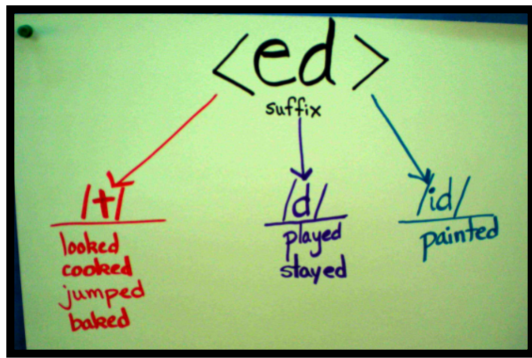 <ed>
suffix
/t/
looked
cooked
jumped
baked
/d/
played
stayed
/id/
painted